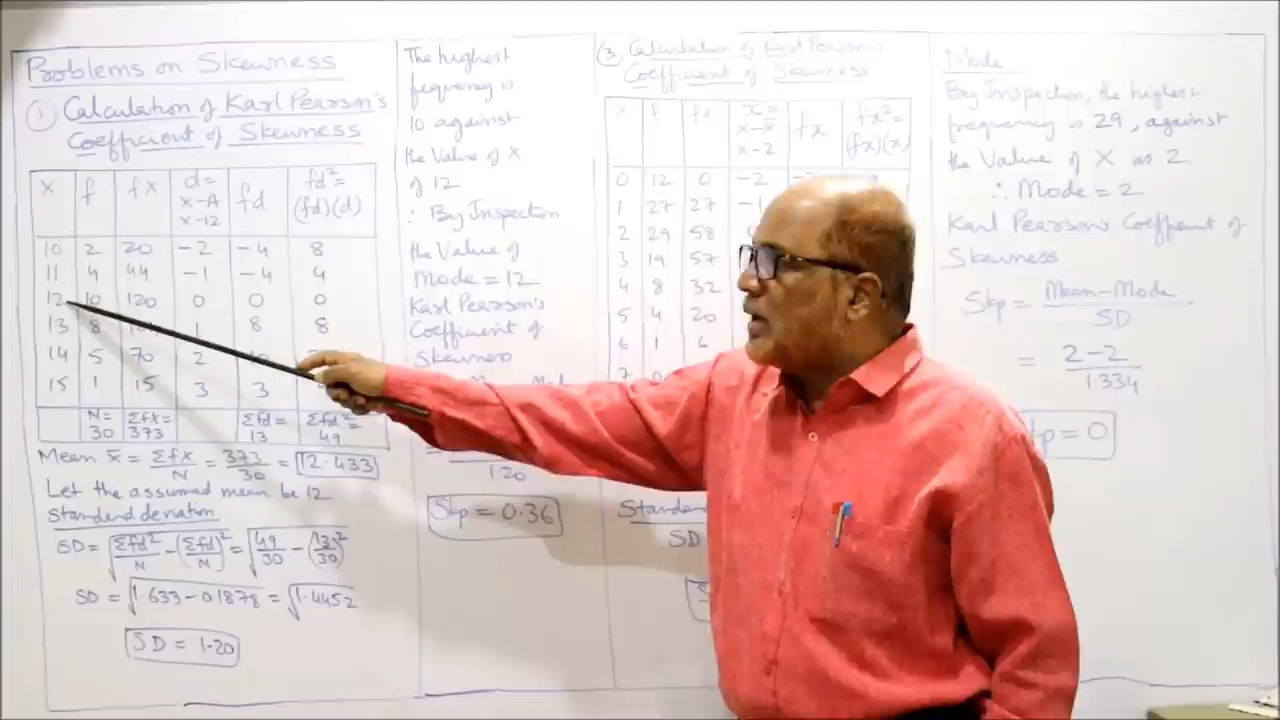 Problems on Skewness
① Calculation of Karl Pearson's
Coefficient of Skewness
X f fx d= x-A x-12 fd fd²= (fd)(d)
10 2 20 -2 -4 8
11 4 44 -1 -4 4
12 10 120 0 0 0
13 8 1 8 8
14 5 70 2
15 1 15 3 3
N= 30 Σfx= 373 Σfd= 13 Σfd²= 49
Mean x̄ = Σfx/N = 373/30 = 12.433
Let the assumed mean be 12
Standard deviation
SD = √Σfd²/N - (Σfd/N)² = √49/30 - (13/30)²
SD = √1.633-0.1878 = √1.4452
SD = 1.20
The highest
frequency is
10 against
the Value of X
of 12
∴ By Inspection
the Value of
Mode = 12
Karl Pearson's
Coefficient of
Skewness
1.20
Skp = 0.36
③ Calculation of Karl Pearson's
Coefficient of Skewness
f fx x= x-x̄ x-2 fx fx²= (fx)(x)
0 12 0 -2
1 27 27 -1
2 29 58
3 19 57
4 8 32
5 4 20
6 1 6
SD
Mode
By Inspection, the highest
frequency is 29, against
the Value of X as 2
∴ Mode = 2
Karl Pearson's Coefficient of
Skewness
Skp = Mean-Mode/SD
= 2-2/1.334
= 0